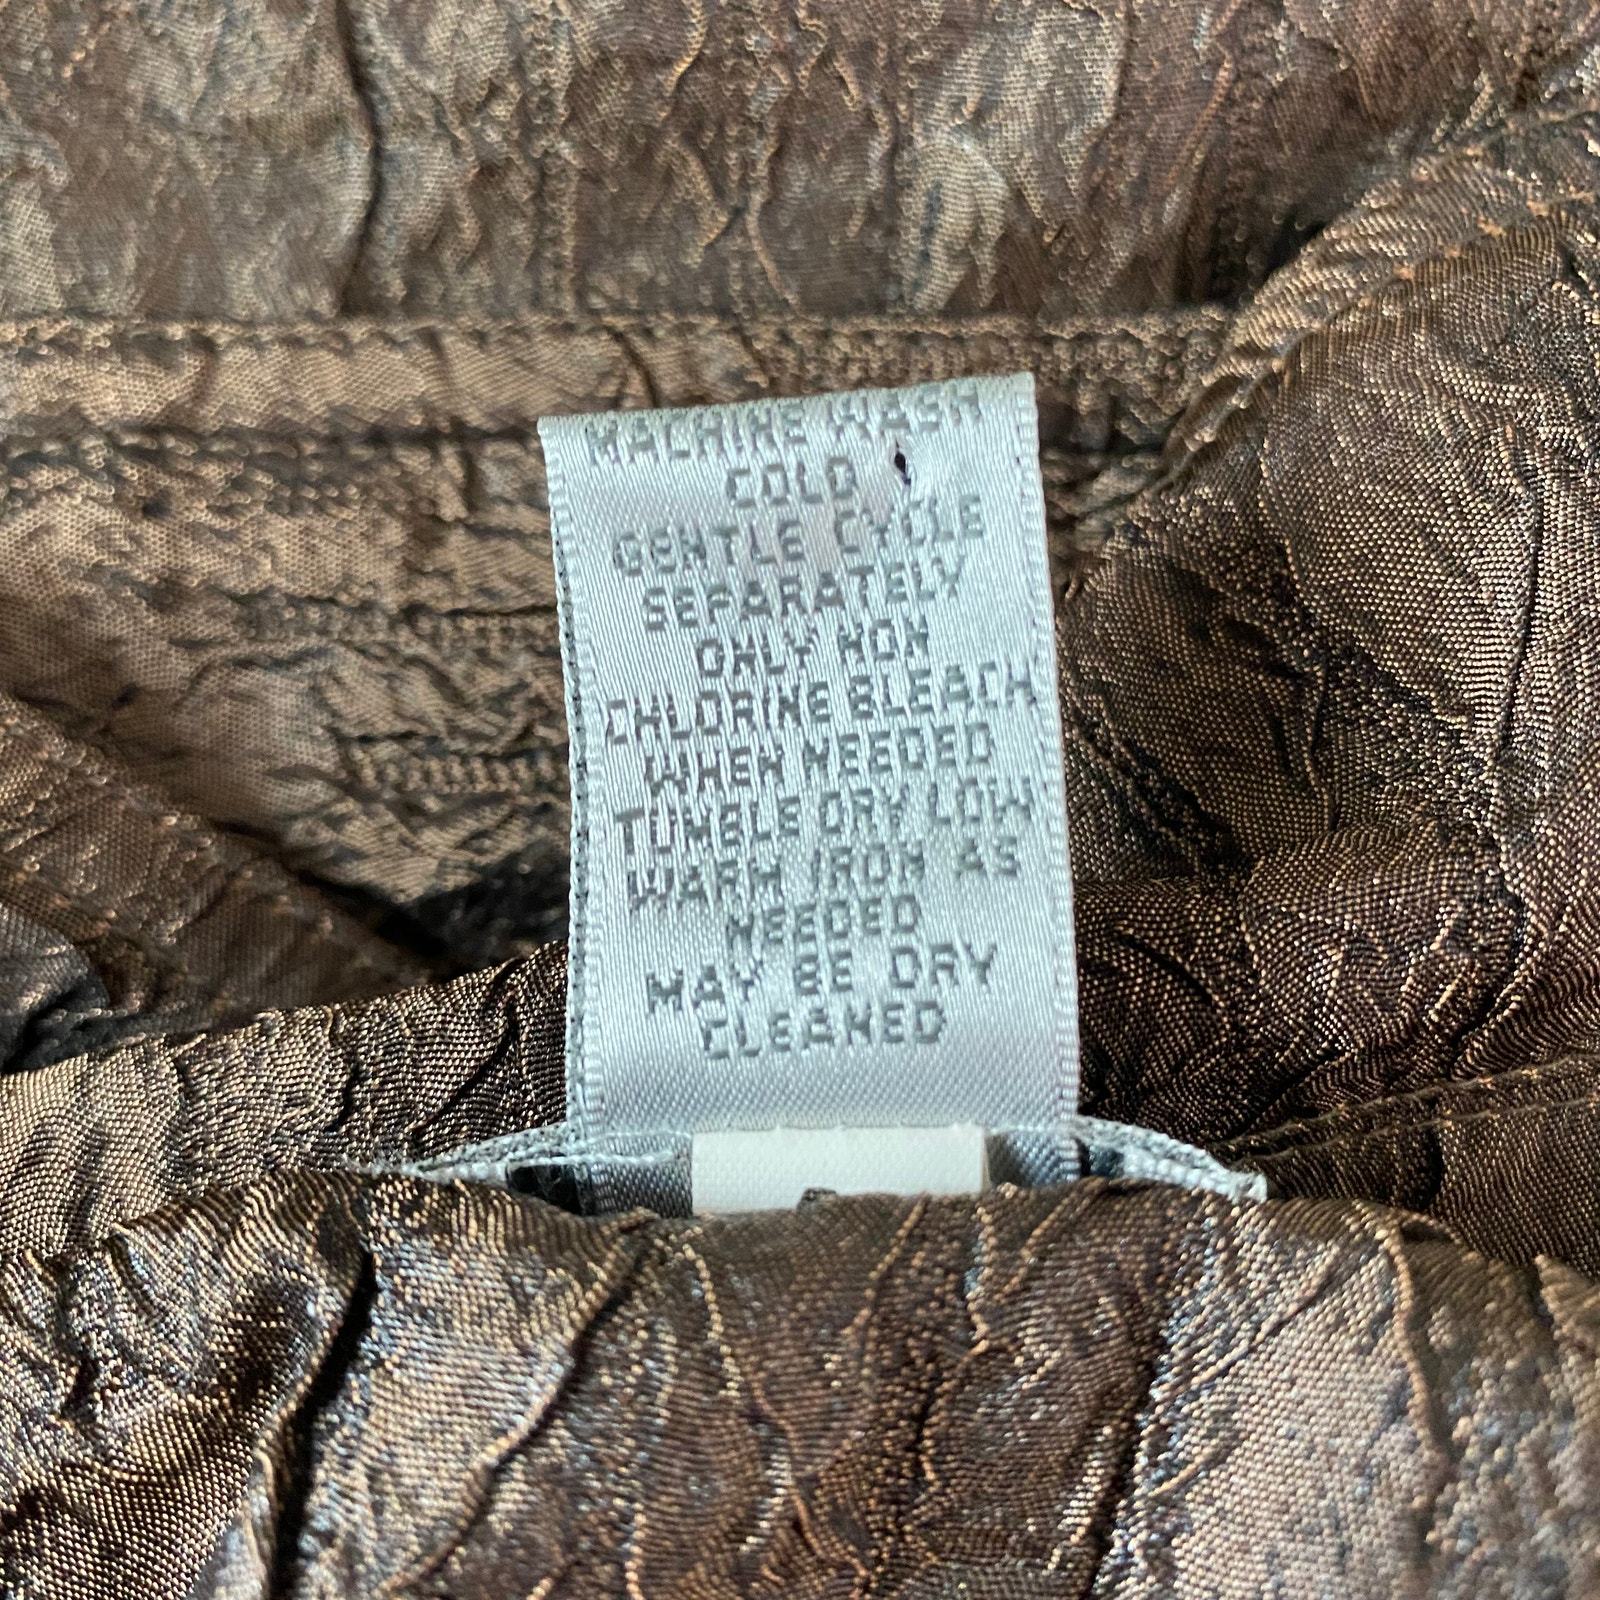 MACHINE WASH
COLD
GENTLE CYCLE
SEPARATELY
ONLY NON
CHLORINE BLEACH
WHEN NEEDED
TUMBLE DRY LOW
WARM IRON AS
NEEDED
MAY BE DRY
CLEANED